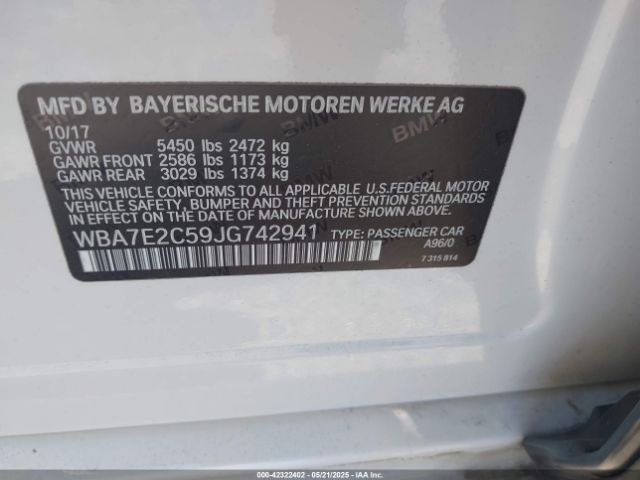 MFD BY BAYERISCHE MOTOREN WERKE AG
10/17
GVWR 5450 lbs 2472 kg
GAWR FRONT 2586 lbs 1173 kg
GAWR REAR 3029 lbs 1374 kg
THIS VEHICLE CONFORMS TO ALL APPLICABLE U.S.FEDERAL MOTOR
VEHICLE SAFETY, BUMPER AND THEFT PREVENTION STANDARDS
IN EFFECT ON THE DATE OF MANUFACTURE SHOWN ABOVE.
WBA7E2C59JG742941 TYPE: PASSENGER CAR
A96/0
7 315 814
000-42322402 - 05/21/2025 - IAAI, Inc.